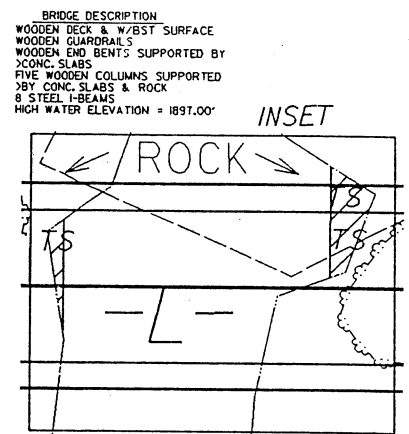 BRIDGE DESCRIPTION
WOODEN DECK & W/BST SURFACE
WOODEN GUARDRAILS
WOODEN END BENTS SUPPORTED BY
>CONC. SLABS
FIVE WOODEN COLUMNS SUPPORTED
>BY CONC. SLABS & ROCK
8 STEEL I-BEAMS
HIGH WATER ELEVATION = 1897.00'
INSET
ROCK
S
TS
TS
-L-